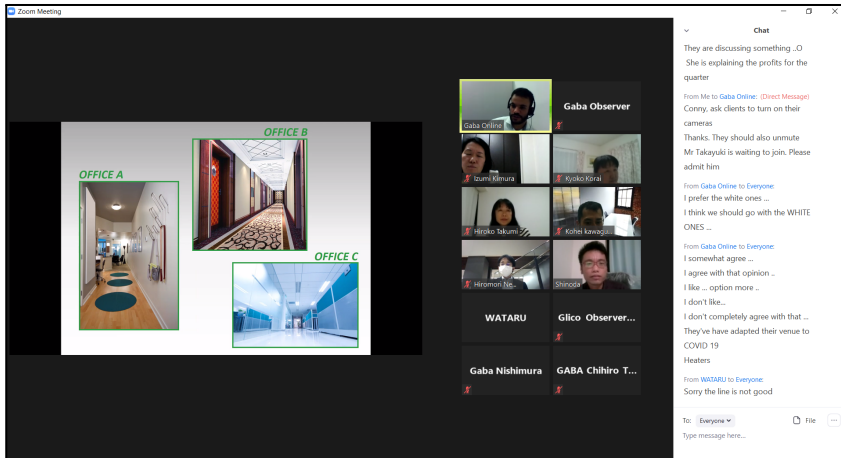 Zoom Meeting
OFFICE A
OFFICE B
OFFICE C
Gaba Online
Gaba Observer
Izumi Kimura
Kyoko Korai
Hiroko Takumi
Kohei kawagu...
Hiromori Ne...
Shinoda
WATARU
Glico Observer...
Gaba Nishimura
GABA Chihiro T...
Chat
They are discussing something ..O
She is explaining the profits for the
quarter
From Me to Gaba Online: (Direct Message)
Conny, ask clients to turn on their
cameras
Thanks. They should also unmute
Mr Takayuki is waiting to join. Please
admit him
From Gaba Online to Everyone:
I prefer the white ones ...
I think we should go with the WHITE
ONES ...
From Gaba Online to Everyone:
I somewhat agree ...
I agree with that opinion ..
I like ... option more ..
I don't like...
I don't completely agree with that ...
They've have adapted their venue to
COVID 19
Heaters
From WATARU to Everyone:
Sorry the line is not good
To: Everyone
File
...
Type message here...